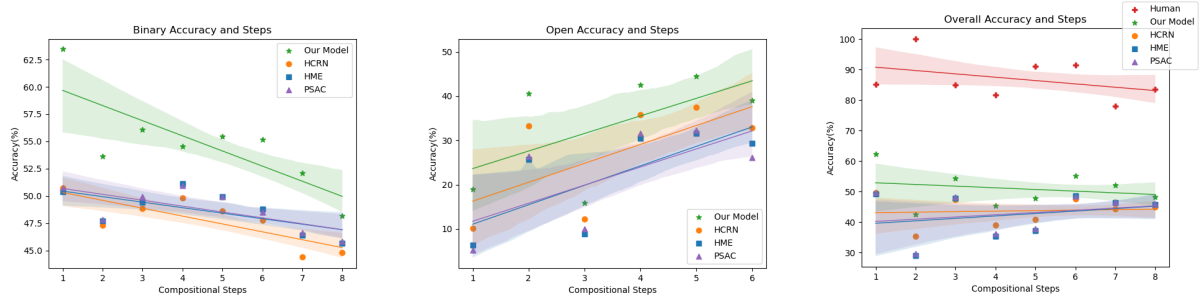 Binary Accuracy and Steps
Accuracy(%)
62.5
60.0
57.5
55.0
52.5
50.0
47.5
45.0
1 2 3 4 5 6 7 8
Compositional Steps
Our Model
HCRN
HME
PSAC
Open Accuracy and Steps
Accuracy(%)
50
40
30
20
10
1 2 3 4 5 6
Compositional Steps
Our Model
HCRN
HME
PSAC
Overall Accuracy and Steps
Accuracy(%)
100
90
80
70
60
50
40
30
1 2 3 4 5 6 7 8
Compositional Steps
Human
Our Model
HCRN
HME
PSAC